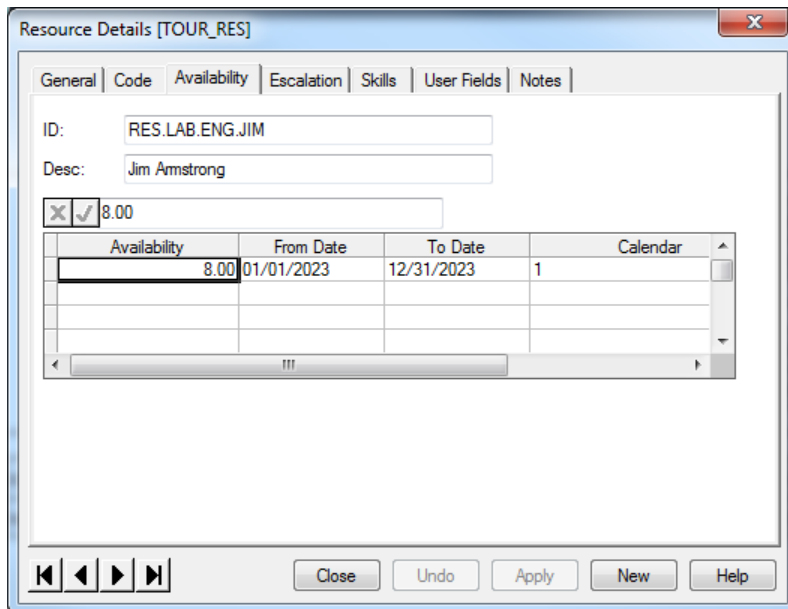 Resource Details [TOUR_RES]
General Code Availability Escalation Skills User Fields Notes
ID: RES.LAB.ENG.JIM
Desc: Jim Armstrong
8.00
Availability From Date To Date Calendar
8.00 01/01/2023 12/31/2023 1
Close Undo Apply New Help